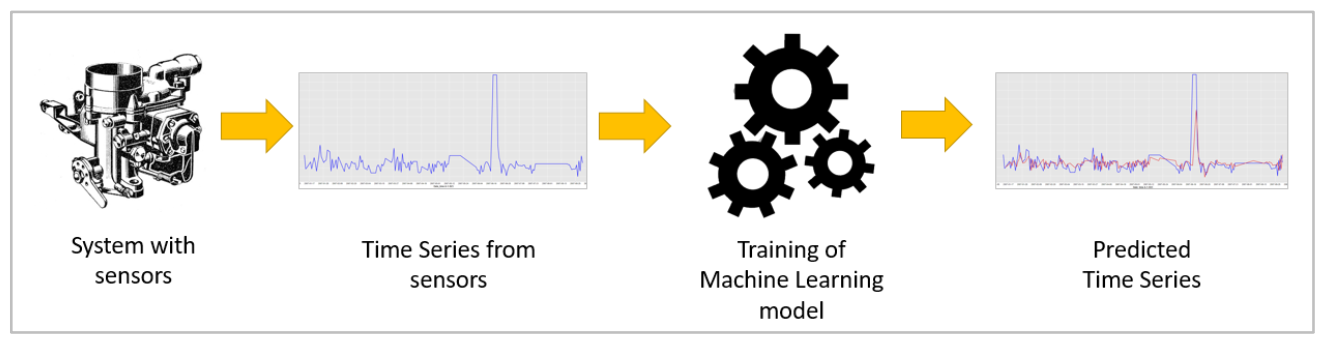 System with
sensors
Time Series from
sensors
Training of
Machine Learning
model
Predicted
Time Series